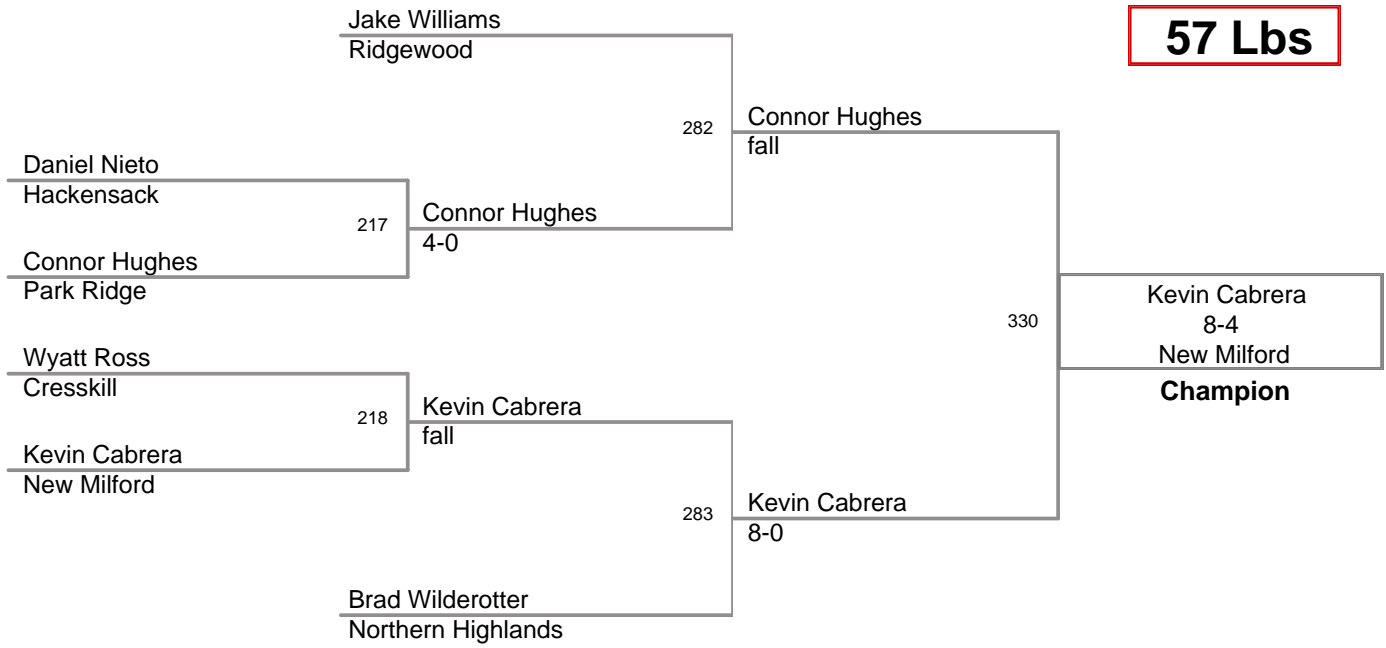 Jake Williams
Ridgewood
57 Lbs
282
Connor Hughes
fall
Daniel Nieto
Hackensack
217
Connor Hughes
4-0
Connor Hughes
Park Ridge
330
Kevin Cabrera
8-4
New Milford
Champion
Wyatt Ross
Cresskill
218
Kevin Cabrera
fall
Kevin Cabrera
New Milford
283
Kevin Cabrera
8-0
Brad Wilderotter
Northern Highlands